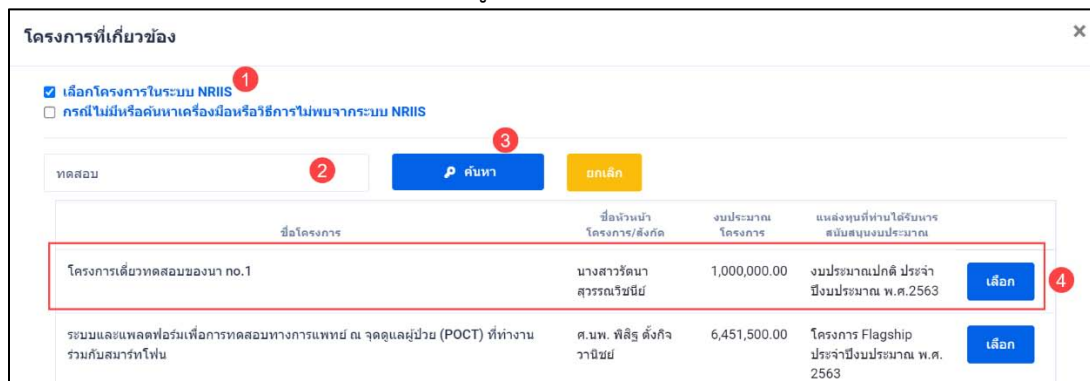 โครงการที่เกี่ยวข้อง
×
1
เลือกโครงการในระบบ NRIIS
กรณีไม่มีหรือค้นหาเครื่องมือหรือวิธีการไม่พบจากระบบ NRIIS
3
ทดสอบ 2 ค้นหา ยกเลิก
ชื่อโครงการ ชื่อหัวหน้า งบประมาณ แหล่งทุนที่ท่านได้รับการ
โครงการ/สังกัด โครงการ สนับสนุนงบประมาณ
โครงการเดี่ยวทดสอบของนา no.1 นางสาวรัตนา 1,000,000.00 งบประมาณปกติ ประจำ เลือก 4
สุวรรณวิชนีย์ ปีงบประมาณ พ.ศ.2563
ระบบและแพลตฟอร์มเพื่อการทดสอบทางการแพทย์ ณ จุดดูแลผู้ป่วย (POCT) ที่ทำงาน ศ.นพ. พิสิฐ ตั้งกิจ 6,451,500.00 โครงการ Flagship เลือก
ร่วมกับสมาร์ทโฟน วานิชย์ ประจำปีงบประมาณ พ.ศ.
2563